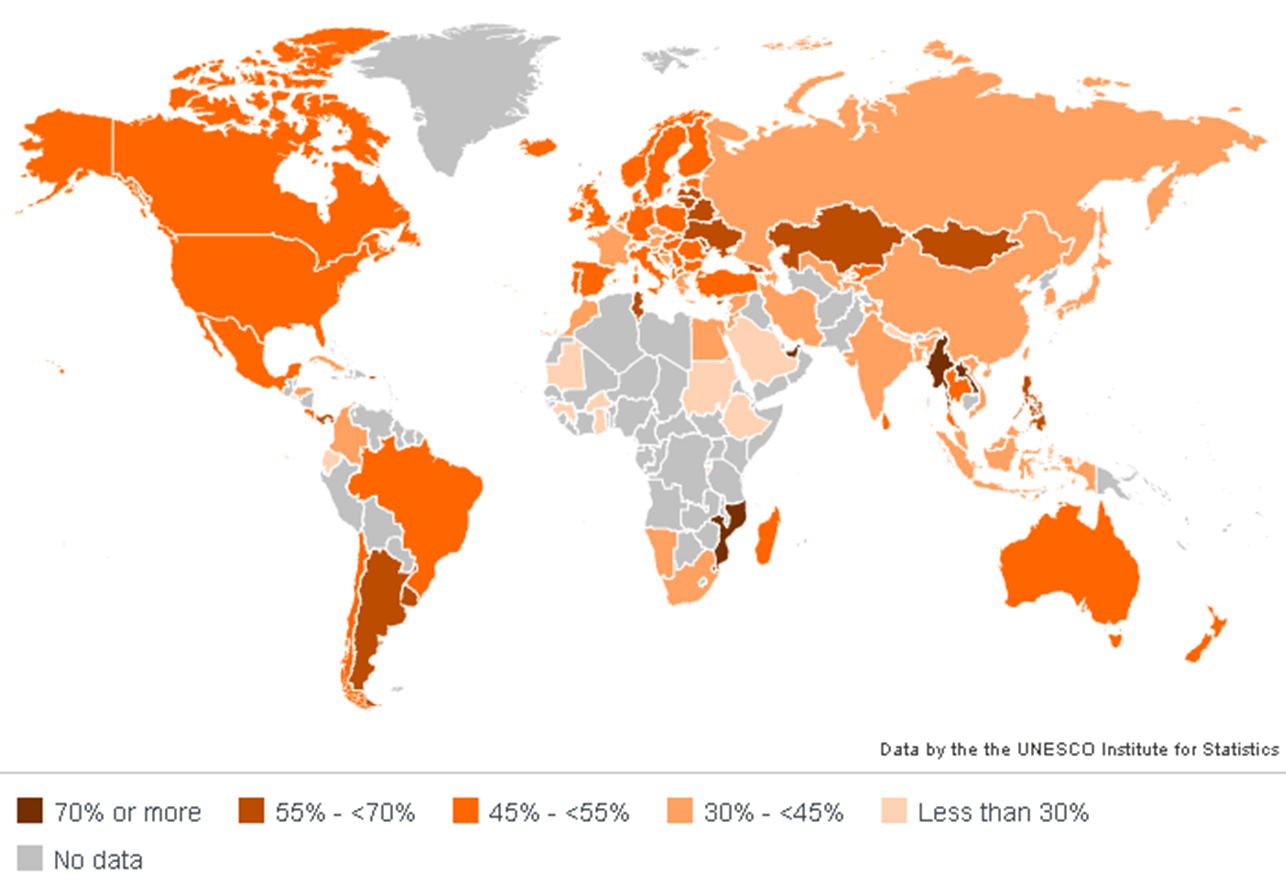 Data by the the UNESCO Institute for Statistics
70% or more 55% - <70% 45% - <55% 30% - <45% Less than 30%
No data